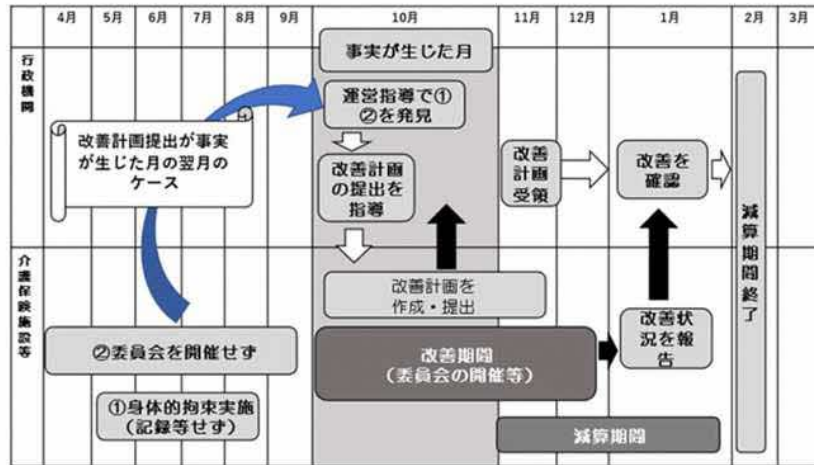 4月 5月 6月 7月 8月 9月 10月 11月 12月 1月 2月 3月
行政機関
事実が生じた月
運営指導で①
②を発見
改善計画提出が事実
が生じた月の翌月の
ケース
改善計画
の提出を
指導
改善
計画
受領
改善を
確認
減算期間終了
介護保険施設等
改善計画を
作成・提出
②委員会を開催せず
改善期間
(委員会の開催等)
改善状
況を報
告
①身体的拘束実施
(記録等せず)
減算期間